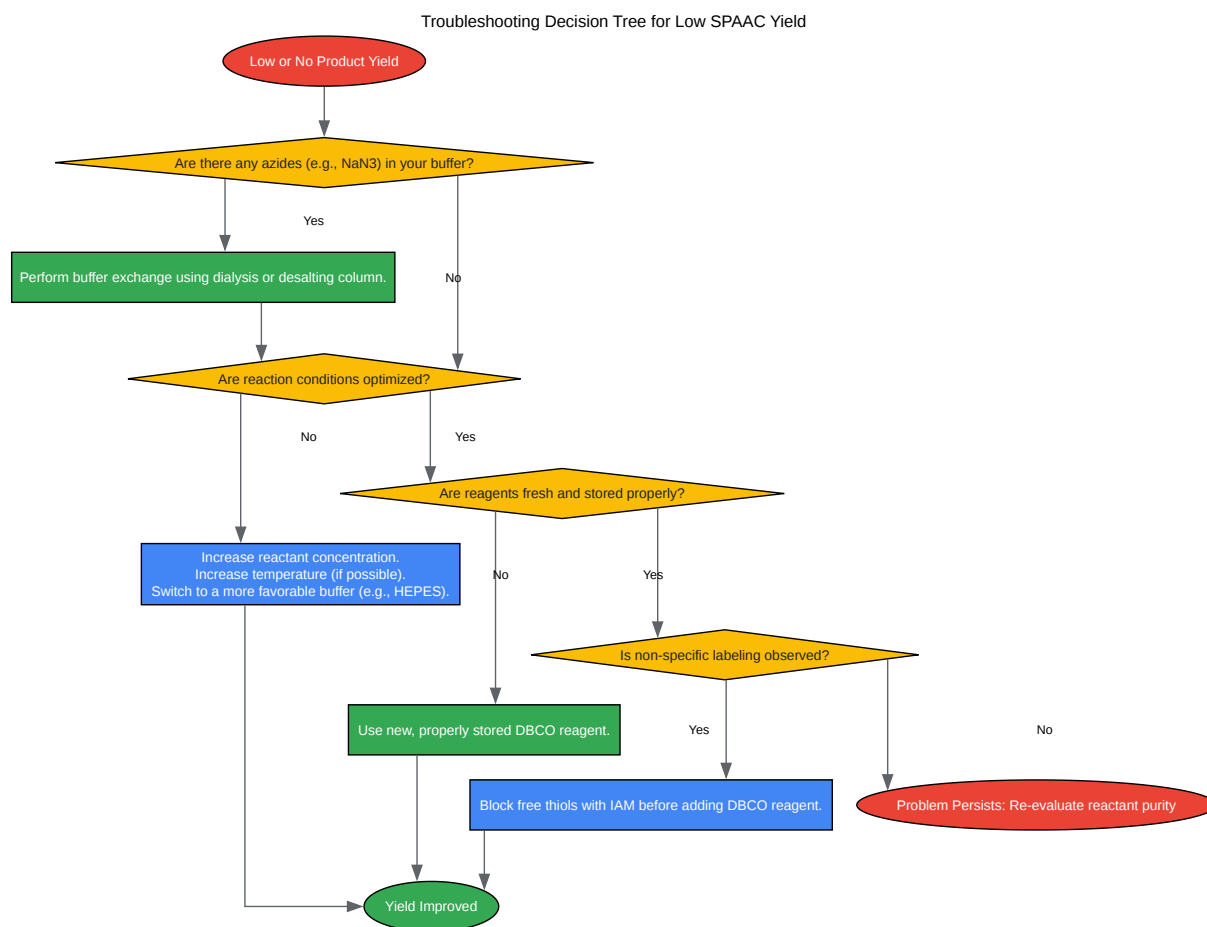 Troubleshooting Decision Tree for Low SPAAC Yield
Low or No Product Yield
Are there any azides (e.g., NaN3) in your buffer?
Yes
Perform buffer exchange using dialysis or desalting column.
No
Are reaction conditions optimized?
No
Yes
Are reagents fresh and stored properly?
Increase reactant concentration.
Increase temperature (if possible).
Switch to a more favorable buffer (e.g., HEPES).
No
Yes
Is non-specific labeling observed?
Use new, properly stored DBCO reagent.
Yes
No
Block free thiols with IAM before adding DBCO reagent.
Problem Persists: Re-evaluate reactant purity
Yield Improved